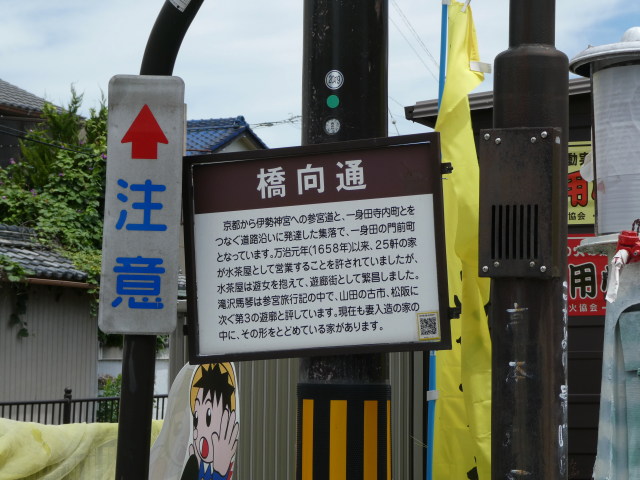 注意
橋向通
京都から伊勢神宮への参宮道と、一身田寺内町とを
つなぐ道路沿いに発達した集落で、一身田の門前町
となっています。万治元年(1658年)以来、25軒の家
が水茶屋として営業することを許されていましたが、
水茶屋は遊女を抱えて、遊廊街として繁昌しました。
滝沢馬琴は参宮旅行記の中で、山田の古市、松阪に
次ぐ第3の遊廊と評しています。現在も妻入造の家の
中に、その形をとどめている家があります。
用
協会
用
火協会